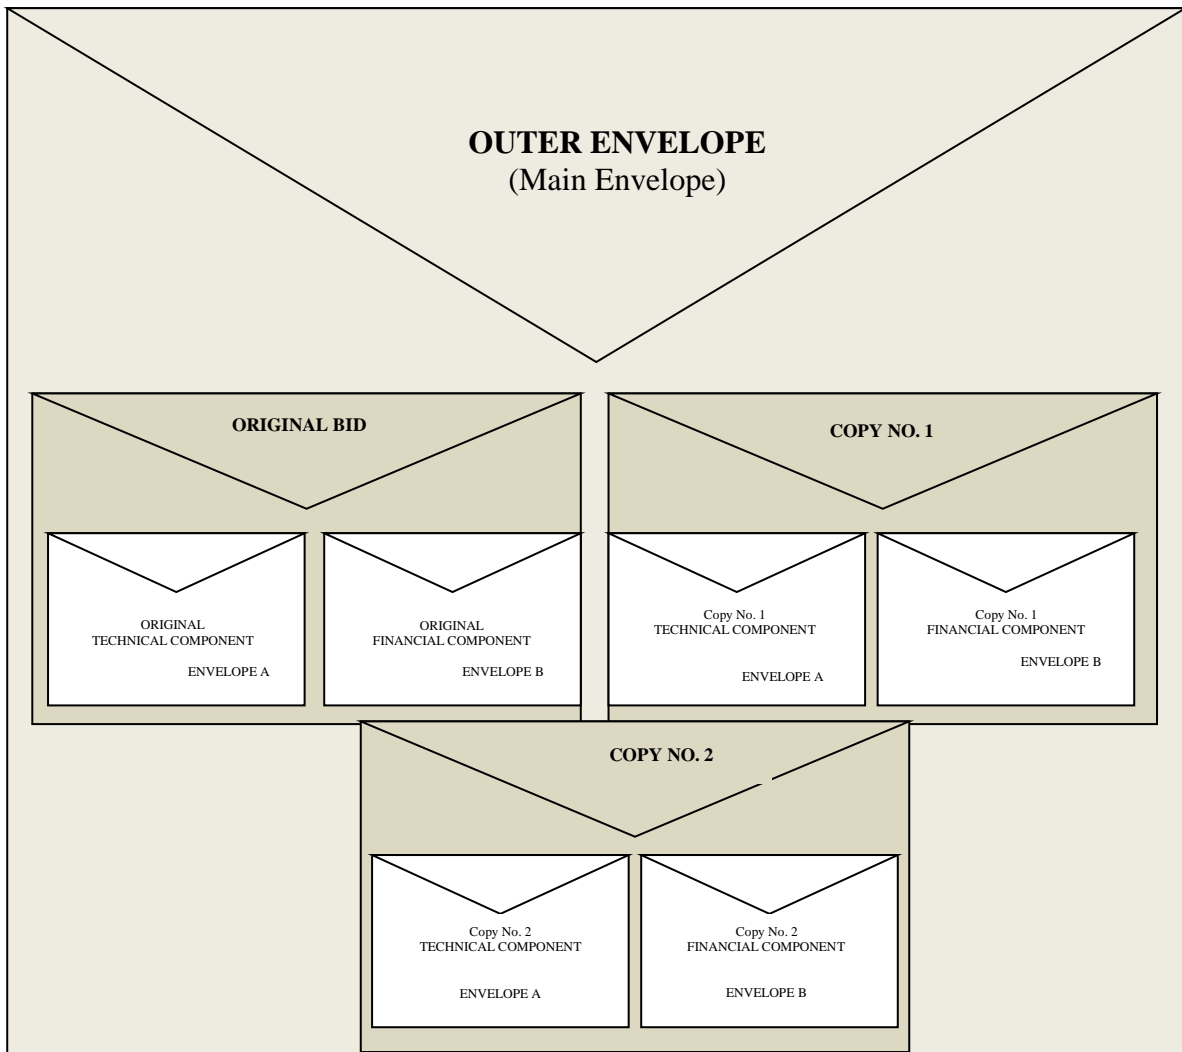 OUTER ENVELOPE
(Main Envelope)
ORIGINAL BID
ORIGINAL
TECHNICAL COMPONENT
ENVELOPE A
ORIGINAL
FINANCIAL COMPONENT
ENVELOPE B
COPY NO. 1
Copy No. 1
TECHNICAL COMPONENT
ENVELOPE A
Copy No. 1
FINANCIAL COMPONENT
ENVELOPE B
COPY NO. 2
Copy No. 2
TECHNICAL COMPONENT
ENVELOPE A
Copy No. 2
FINANCIAL COMPONENT
ENVELOPE B